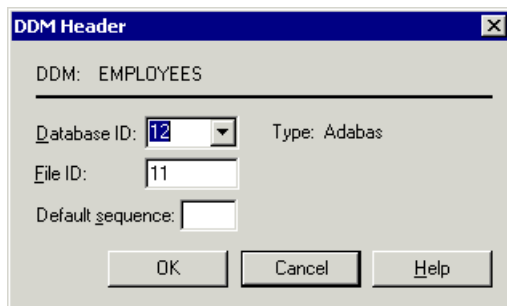 DDM Header
DDM: EMPLOYEES
Database ID: 12 Type: Adabas
File ID: 11
Default sequence:
OK Cancel Help